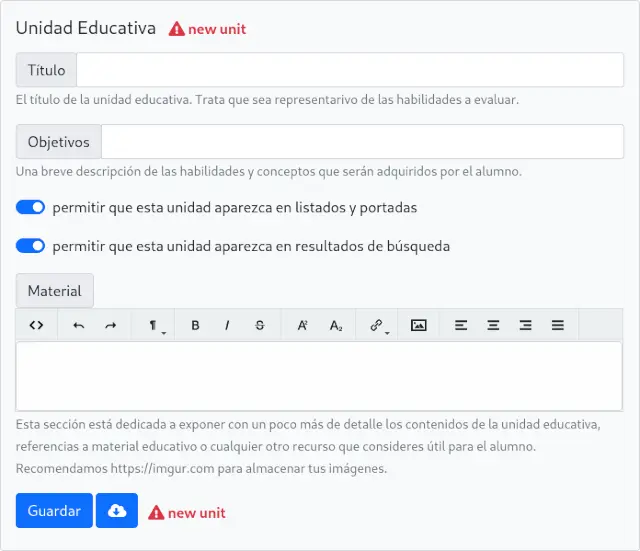 Unidad Educativa new unit
Título
El título de la unidad educativa. Trata que sea representarivo de las habilidades a evaluar.
Objetivos
Una breve descripción de las habilidades y conceptos que serán adquiridos por el alumno.
permitir que esta unidad aparezca en listados y portadas
permitir que esta unidad aparezca en resultados de búsqueda
Material
<> ¶ B I S A² A₂
Esta sección está dedicada a exponer con un poco más de detalle los contenidos de la unidad educativa,
referencias a material educativo o cualquier otro recurso que consideres útil para el alumno.
Recomendamos https://imgur.com para almacenar tus imágenes.
Guardar new unit